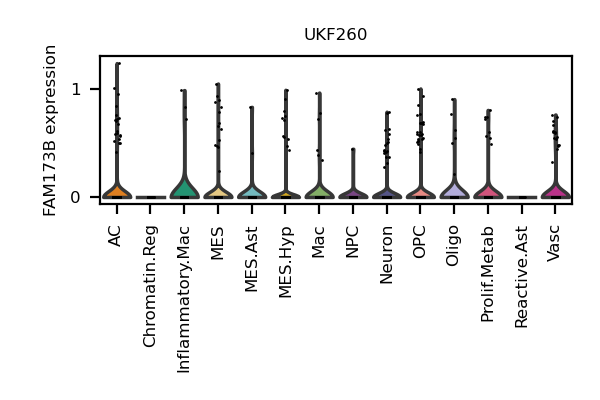 UKF260
FAM173B expression
1
0
AC
Chromatin.Reg
Inflammatory.Mac
MES
MES.Ast
MES.Hyp
Mac
NPC
Neuron
OPC
Oligo
Prolif.Metab
Reactive.Ast
Vasc